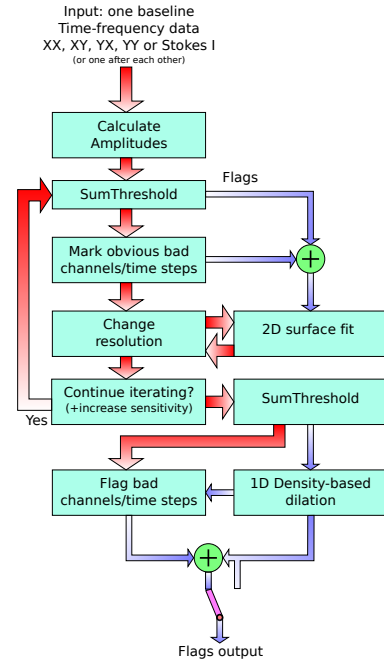 Input: one baseline
Time-frequency data
XX, XY, YX, YY or Stokes I
(or one after each other)
Calculate
Amplitudes
SumThreshold
Flags
Mark obvious bad
channels/time steps
+
Change
resolution
2D surface fit
Continue iterating?
(+increase sensitivity)
SumThreshold
Yes
Flag bad
channels/time steps
1D Density-based
dilation
+
Flags output